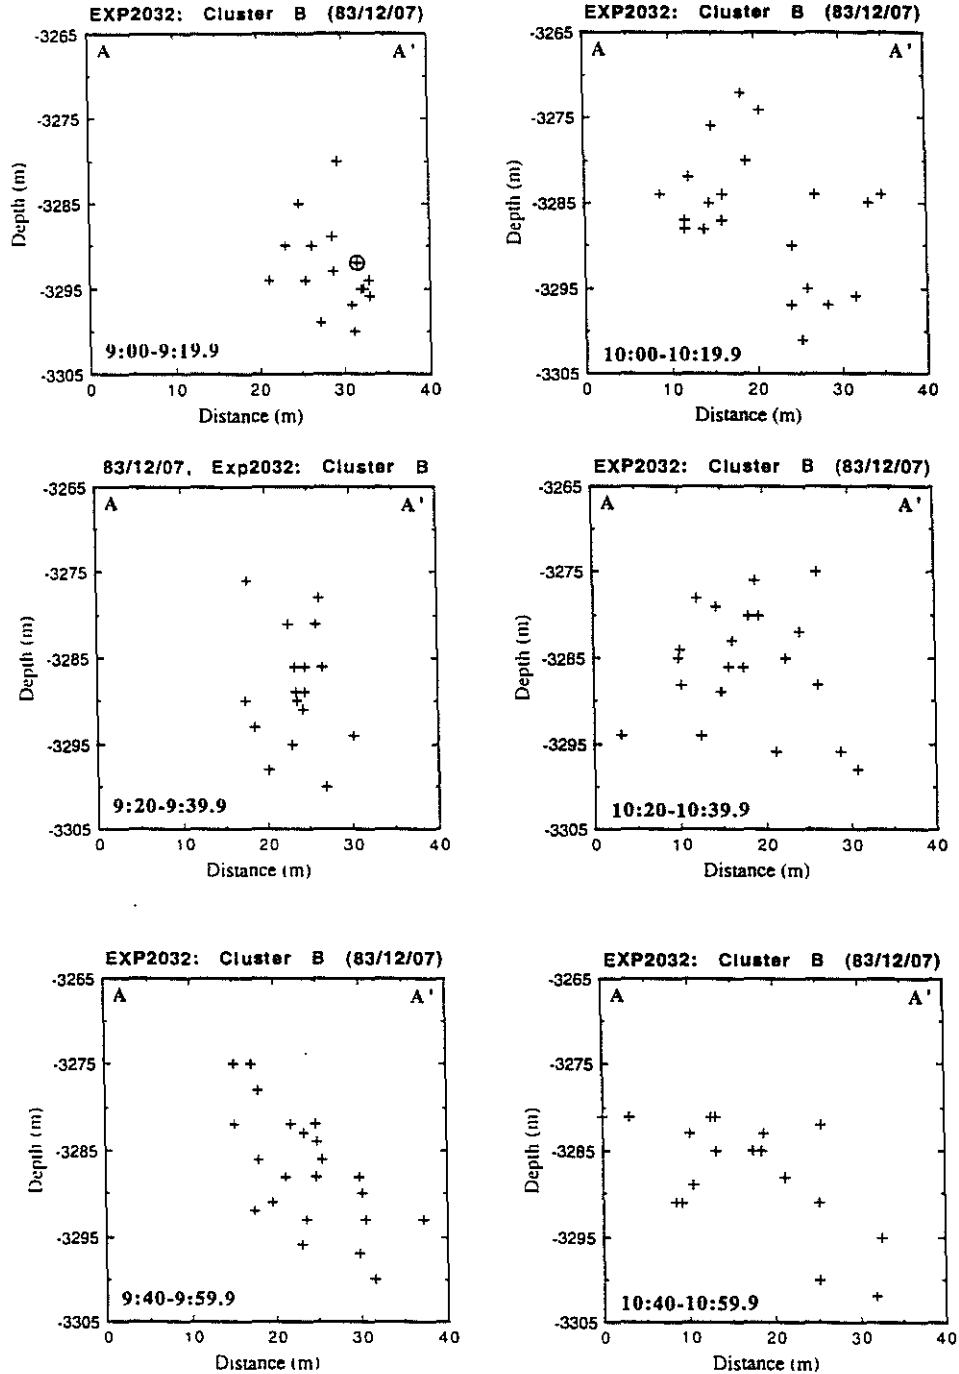 EXP2032: Cluster B (83/12/07)
-3265
-3275
-3285
-3295
-3305
Depth (m)
A A'
9:00-9:19.9
0 10 20 30 40
Distance (m)
EXP2032: Cluster B (83/12/07)
-3265
-3275
-3285
-3295
-3305
Depth (m)
A A'
10:00-10:19.9
0 10 20 30 40
Distance (m)
83/12/07, Exp2032: Cluster B
-3265
-3275
-3285
-3295
-3305
Depth (m)
A A'
9:20-9:39.9
0 10 20 30 40
Distance (m)
EXP2032: Cluster B (83/12/07)
-3265
-3275
-3285
-3295
-3305
Depth (m)
A A'
10:20-10:39.9
0 10 20 30 40
Distance (m)
EXP2032: Cluster B (83/12/07)
-3265
-3275
-3285
-3295
-3305
Depth (m)
A A'
9:40-9:59.9
0 10 20 30 40
Distance (m)
EXP2032: Cluster B (83/12/07)
-3265
-3275
-3285
-3295
-3305
Depth (m)
A A'
10:40-10:59.9
0 10 20 30 40
Distance (m)